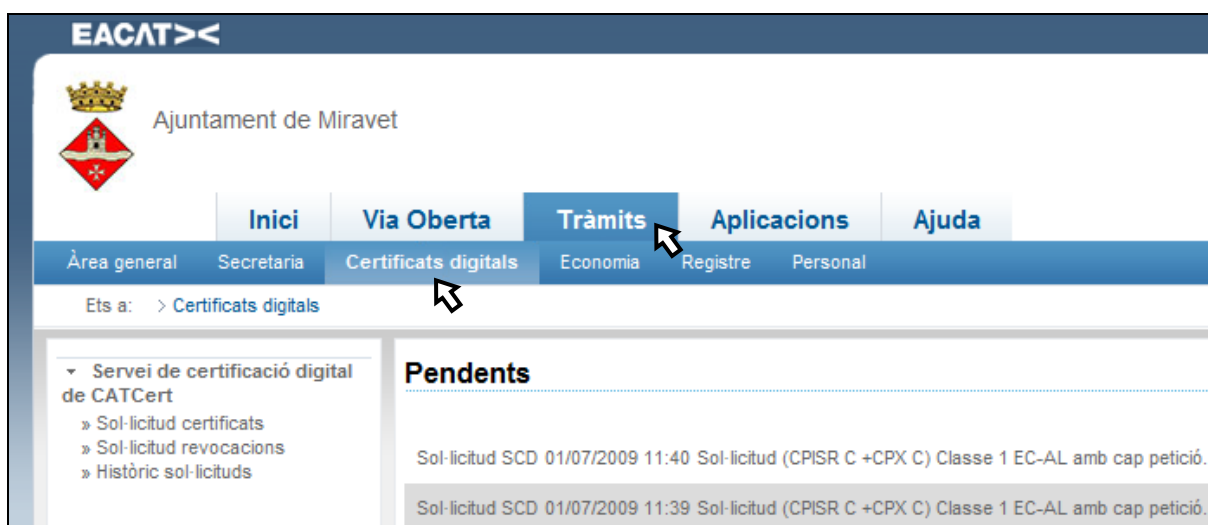 EACAT><
Ajuntament de Miravet
Inici Via Oberta Tràmits Aplicacions Ajuda
Àrea general Secretaria Certificats digitals Economia Registre Personal
Ets a: > Certificats digitals
Servei de certificació digital
de CATCert
» Sol·licitud certificats
» Sol·licitud revocacions
» Històric sol·licituds
Pendents
Sol·licitud SCD 01/07/2009 11:40 Sol·licitud (CPISR C +CPX C) Classe 1 EC-AL amb cap petició.
Sol·licitud SCD 01/07/2009 11:39 Sol·licitud (CPISR C +CPX C) Classe 1 EC-AL amb cap petició.